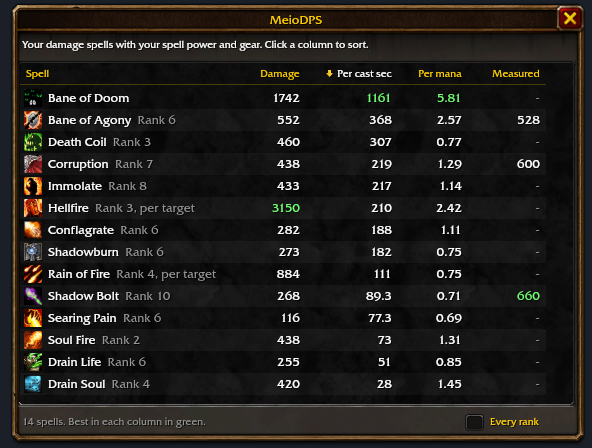 MeioDPS
Your damage spells with your spell power and gear. Click a column to sort.
Spell Damage Per cast sec Per mana Measured
Bane of Doom 1742 1161 5.81 -
Bane of Agony Rank 6 552 368 2.57 528
Death Coil Rank 3 460 307 0.77 -
Corruption Rank 7 438 219 1.29 600
Immolate Rank 8 433 217 1.14 -
Hellfire Rank 3, per target 3150 210 2.42 -
Conflagrate Rank 6 282 188 1.11 -
Shadowburn Rank 6 273 182 0.75 -
Rain of Fire Rank 4, per target 884 111 0.75 -
Shadow Bolt Rank 10 268 89.3 0.71 660
Searing Pain Rank 6 116 77.3 0.69 -
Soul Fire Rank 2 438 73 1.31 -
Drain Life Rank 6 255 51 0.85 -
Drain Soul Rank 4 420 28 1.45 -
14 spells. Best in each column in green. Every rank